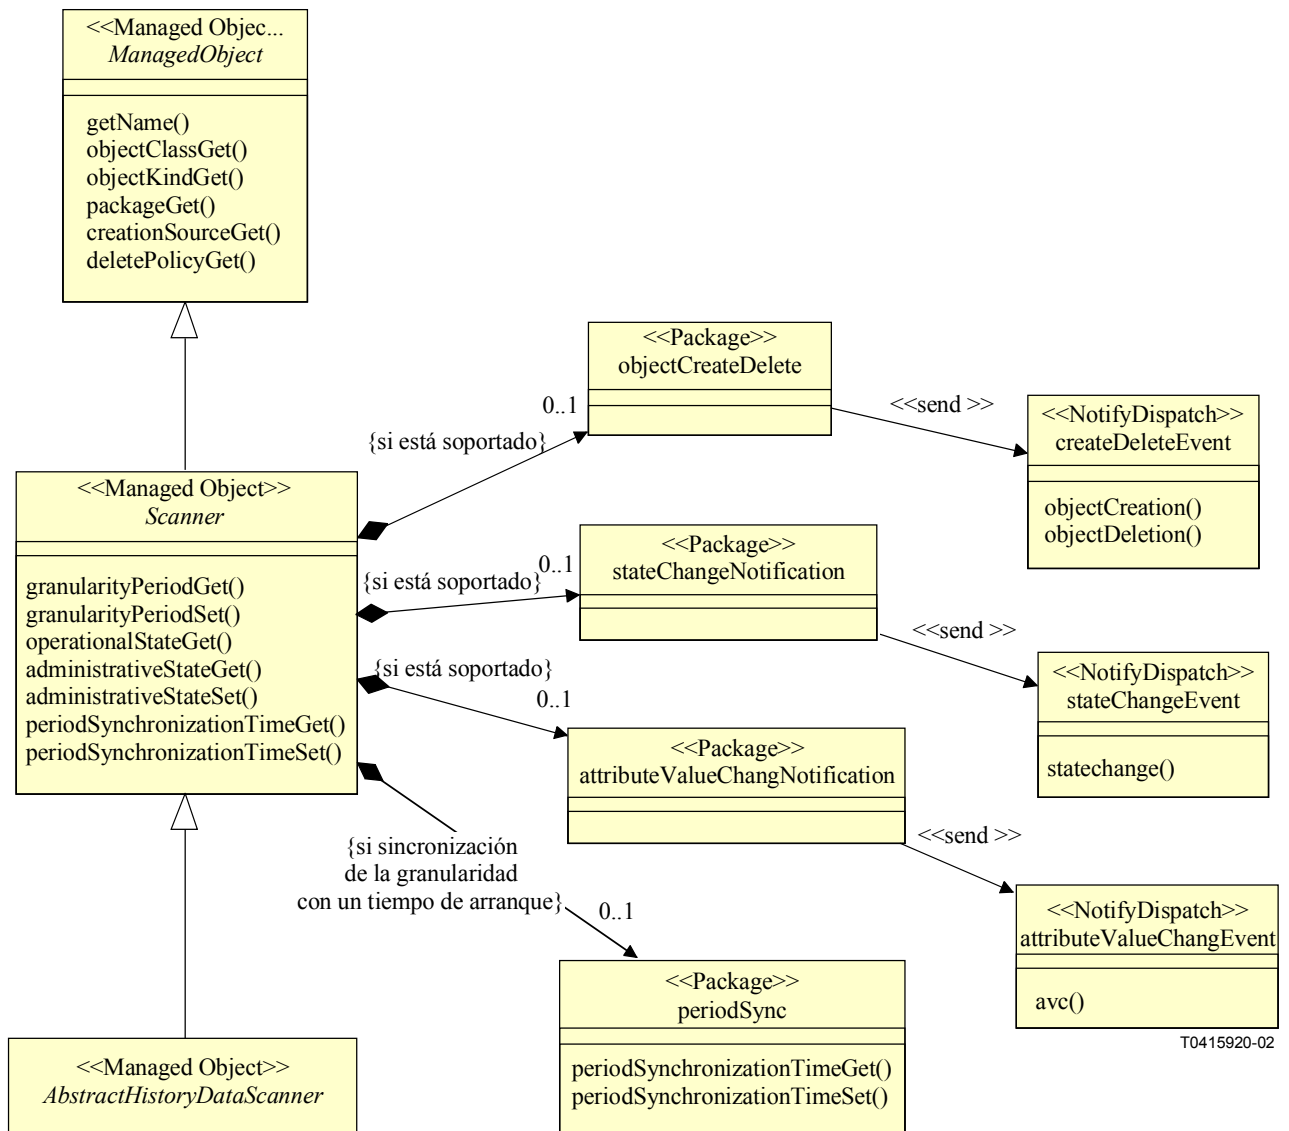 <<Managed Objec...
ManagedObject
getName()
objectClassGet()
objectKindGet()
packageGet()
creationSourceGet()
deletePolicyGet()
<<Package>>
objectCreateDelete
<<send >>
0..1
{si está soportado}
<<NotifyDispatch>>
createDeleteEvent
objectCreation()
objectDeletion()
<<Managed Object>>
Scanner
granularityPeriodGet()
granularityPeriodSet()
operationalStateGet()
administrativeStateGet()
administrativeStateSet()
periodSynchronizationTimeGet()
periodSynchronizationTimeSet()
<<Package>>
stateChangeNotification
0..1
{si está soportado}
<<send >>
<<NotifyDispatch>>
stateChangeEvent
statechange()
{si está soportado}
0..1
<<Package>>
attributeValueChangNotification
<<send >>
<<NotifyDispatch>>
attributeValueChangEvent
avc()
{si sincronización
de la granularidad
con un tiempo de arranque}
0..1
<<Package>>
periodSync
periodSynchronizationTimeGet()
periodSynchronizationTimeSet()
T0415920-02
<<Managed Object>>
AbstractHistoryDataScanner